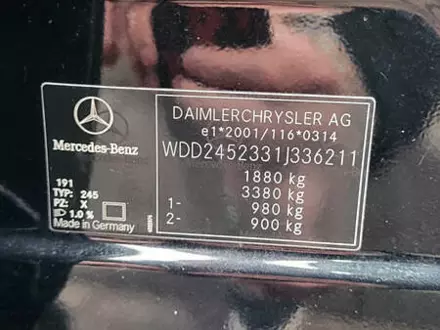 Mercedes-Benz
191
TYP: 245
PZ: X
1.0 %
Made in Germany
DAIMLERCHRYSLER AG
e1*2001/116*0314
WDD2452331J336211
1880 kg
3380 kg
1- 980 kg
2- 900 kg